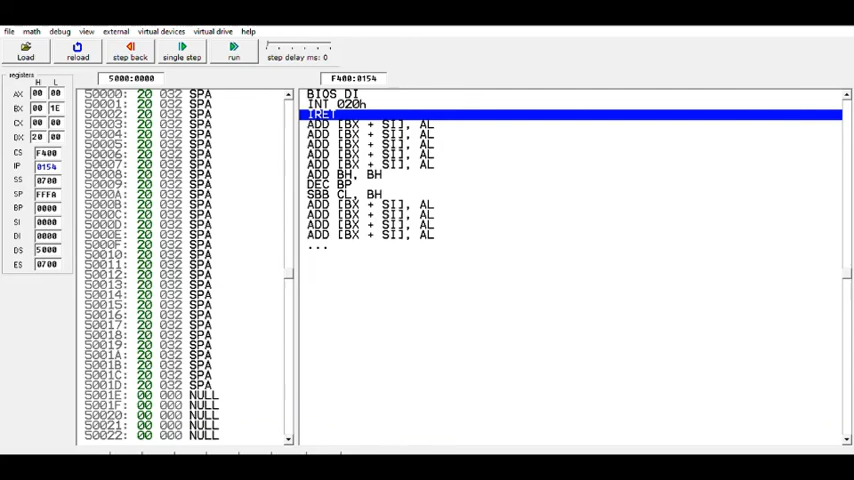 file math debug view external virtual devices virtual drive help
Load reload step back single step run step delay ms: 0
registers 5000:0000 F400:0154
H L
AX 00 00
BX 00 1E
CX 00 00
DX 20 00
CS F400
IP 0154
SS 0700
SP FFFA
BP 0000
SI 0000
DI 0000
DS 5000
ES 0700
50000: 20 032 SPA
50001: 20 032 SPA
50002: 20 032 SPA
50003: 20 032 SPA
50004: 20 032 SPA
50005: 20 032 SPA
50006: 20 032 SPA
50007: 20 032 SPA
50008: 20 032 SPA
50009: 20 032 SPA
5000A: 20 032 SPA
5000B: 20 032 SPA
5000C: 20 032 SPA
5000D: 20 032 SPA
5000E: 20 032 SPA
5000F: 20 032 SPA
50010: 20 032 SPA
50011: 20 032 SPA
50012: 20 032 SPA
50013: 20 032 SPA
50014: 20 032 SPA
50015: 20 032 SPA
50016: 20 032 SPA
50017: 20 032 SPA
50018: 20 032 SPA
50019: 20 032 SPA
5001A: 20 032 SPA
5001B: 20 032 SPA
5001C: 20 032 SPA
5001D: 20 032 SPA
5001E: 00 000 NULL
5001F: 00 000 NULL
50020: 00 000 NULL
50021: 00 000 NULL
50022: 00 000 NULL
BIOS DI
INT 020h
IRET
ADD [BX + SI], AL
ADD [BX + SI], AL
ADD [BX + SI], AL
ADD [BX + SI], AL
ADD [BX + SI], AL
ADD BH, BH
DEC BP
SBB CL, BH
ADD [BX + SI], AL
ADD [BX + SI], AL
ADD [BX + SI], AL
ADD [BX + SI], AL
...